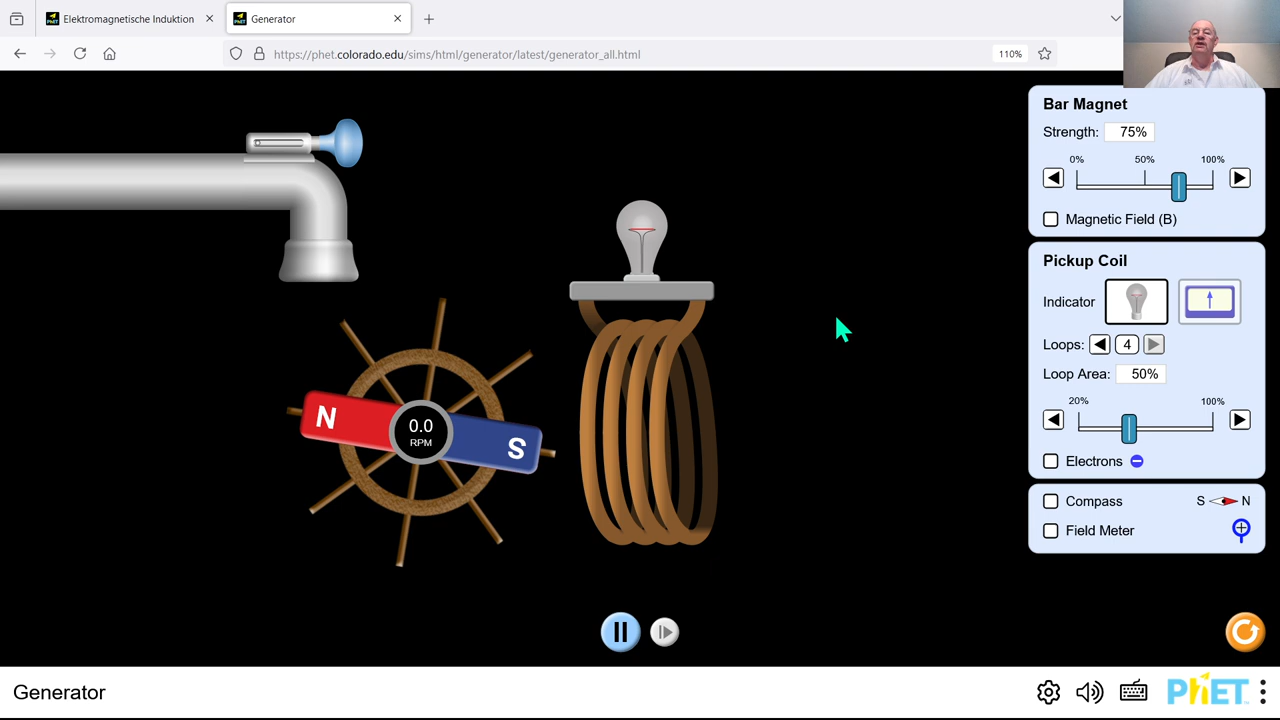 Elektromagnetische Induktion
Generator
https://phet.colorado.edu/sims/html/generator/latest/generator_all.html
110%
Bar Magnet
Strength: 75%
0% 50% 100%
Magnetic Field (B)
Pickup Coil
Indicator
Loops: 4
Loop Area: 50%
20% 100%
Electrons
Compass S N
Field Meter
N
0.0
RPM
S
Generator
PhET